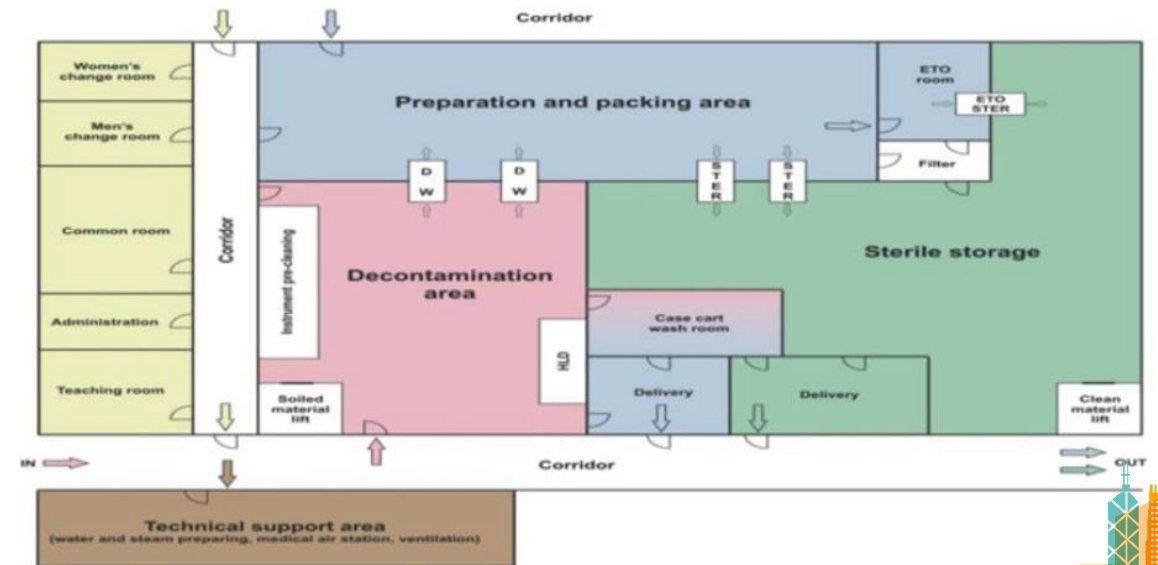 Corridor
Women's
change room
Men's
change room
Common room
Administration
Teaching room
Corridor
Preparation and packing area
ETO
room
ETO
STER
Filter
D
W
D
W
S
T
E
R
S
T
E
R
Instrument pre-cleaning
Decontamination
area
Sterile storage
Case cart
wash room
HLD
Soiled
material
lift
Delivery
Delivery
Clean
material
lift
IN
Corridor
OUT
Technical support area
(water and steam preparing, medical air station, ventilation)